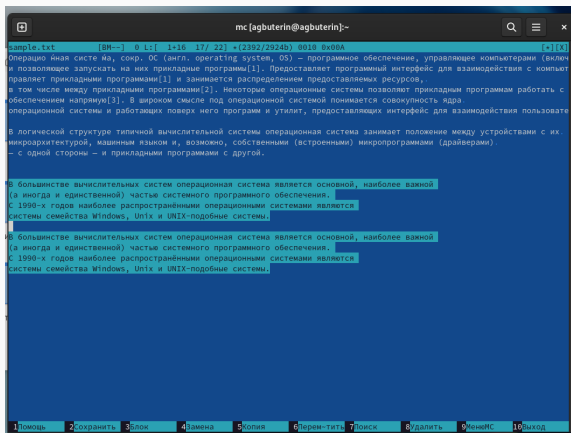 mc [agbuterin@agbuterin]:~
sample.txt [BM--] 0 L:[ 1+16 17/ 22] *(2392/2924b) 0010 0x00A [*][X]
Операцио́нная систе́ма, сокр. ОС (англ. operating system, OS) — программное обеспечение, управляющее компьютерами (включ
и позволяющее запускать на них прикладные программы[1]. Предоставляет программный интерфейс для взаимодействия с компьют
правляет прикладными программами[1] и занимается распределением предоставляемых ресурсов,
в том числе между прикладными программами[2]. Некоторые операционные системы позволяют прикладным программам работать с
обеспечением напрямую[3]. В широком смысле под операционной системой понимается совокупность ядра
операционной системы и работающих поверх него программ и утилит, предоставляющих интерфейс для взаимодействия пользовате
В логической структуре типичной вычислительной системы операционная система занимает положение между устройствами с их
микроархитектурой, машинным языком и, возможно, собственными (встроенными) микропрограммами (драйверами)
— с одной стороны — и прикладными программами с другой.
В большинстве вычислительных систем операционная система является основной, наиболее важной
(а иногда и единственной) частью системного программного обеспечения.
С 1990-х годов наиболее распространёнными операционными системами являются
системы семейства Windows, Unix и UNIX-подобные системы.
В большинстве вычислительных систем операционная система является основной, наиболее важной
(а иногда и единственной) частью системного программного обеспечения.
С 1990-х годов наиболее распространёнными операционными системами являются
системы семейства Windows, Unix и UNIX-подобные системы.
1Помощь 2Сохранить 3Блок 4Замена 5Копия 6Перем~тить 7Поиск 8Удалить 9МенюMC 10Выход